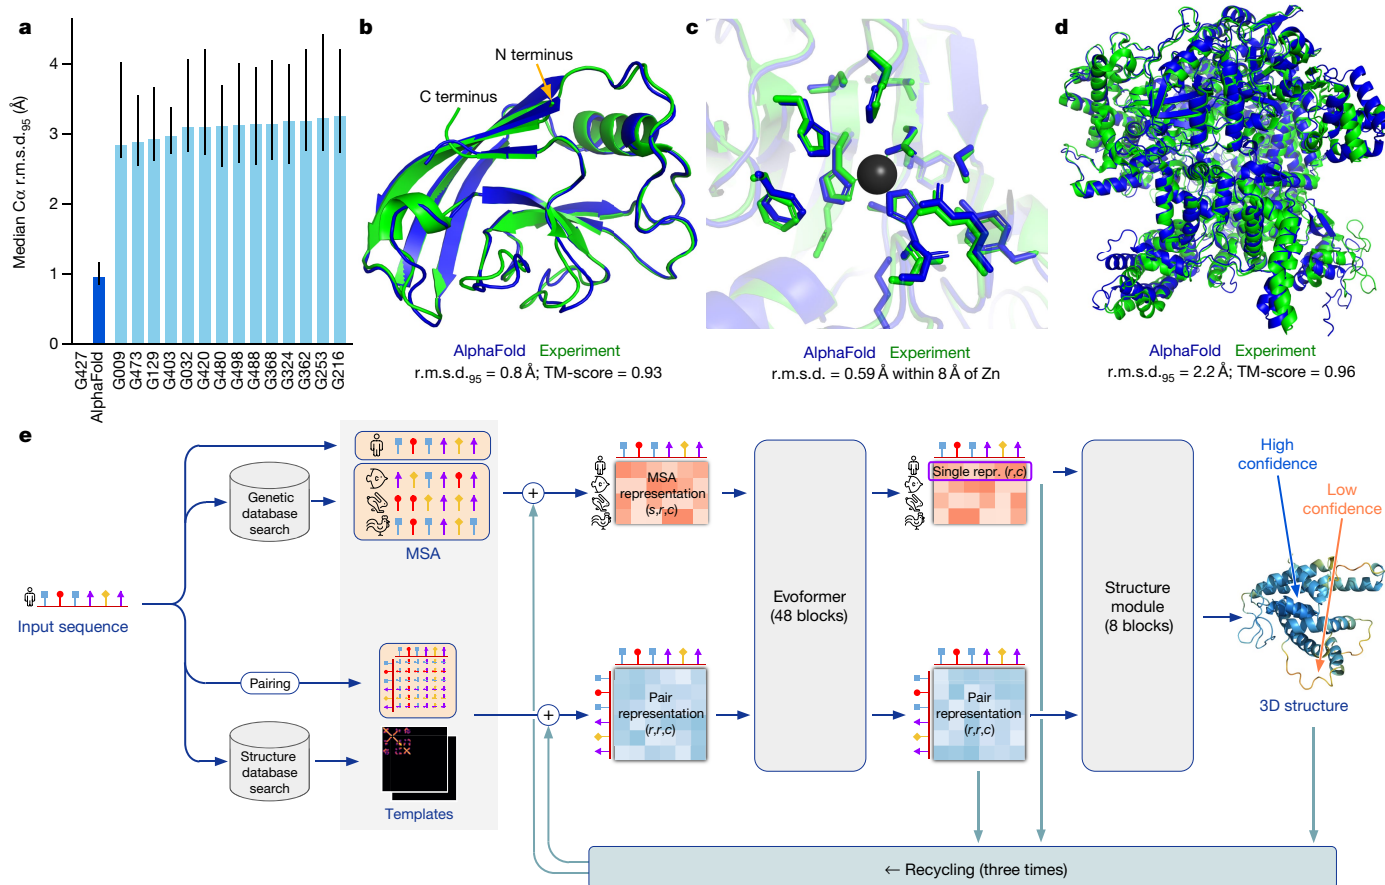 a
Median Cα r.m.s.d.95 (Å)
4
3
2
1
0
G427
AlphaFold
G009
G473
G129
G403
G032
G420
G480
G498
G488
G368
G324
G362
G253
G216
b
N terminus
C terminus
AlphaFold Experiment
r.m.s.d.95 = 0.8 Å; TM-score = 0.93
c
AlphaFold Experiment
r.m.s.d. = 0.59 Å within 8 Å of Zn
d
AlphaFold Experiment
r.m.s.d.95 = 2.2 Å; TM-score = 0.96
e
Input sequence
Genetic
database
search
MSA
Pairing
Structure
database
search
Templates
+
+
MSA
representation
(s,r,c)
Pair
representation
(r,r,c)
Evoformer
(48 blocks)
Single repr. (r,c)
Pair
representation
(r,r,c)
Structure
module
(8 blocks)
High
confidence
Low
confidence
3D structure
← Recycling (three times)